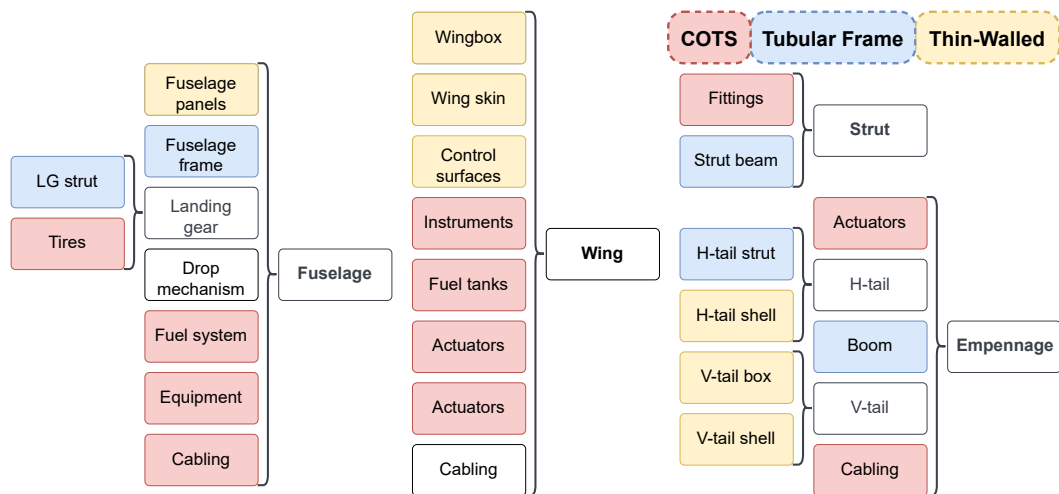 COTS
Tubular Frame
Thin-Walled
LG strut
Tires
Fuselage
panels
Fuselage
frame
Landing
gear
Drop
mechanism
Fuel system
Equipment
Cabling
Fuselage
Wingbox
Wing skin
Control
surfaces
Instruments
Fuel tanks
Actuators
Actuators
Cabling
Wing
Fittings
Strut beam
Strut
H-tail strut
H-tail shell
V-tail box
V-tail shell
Actuators
H-tail
Boom
V-tail
Cabling
Empennage